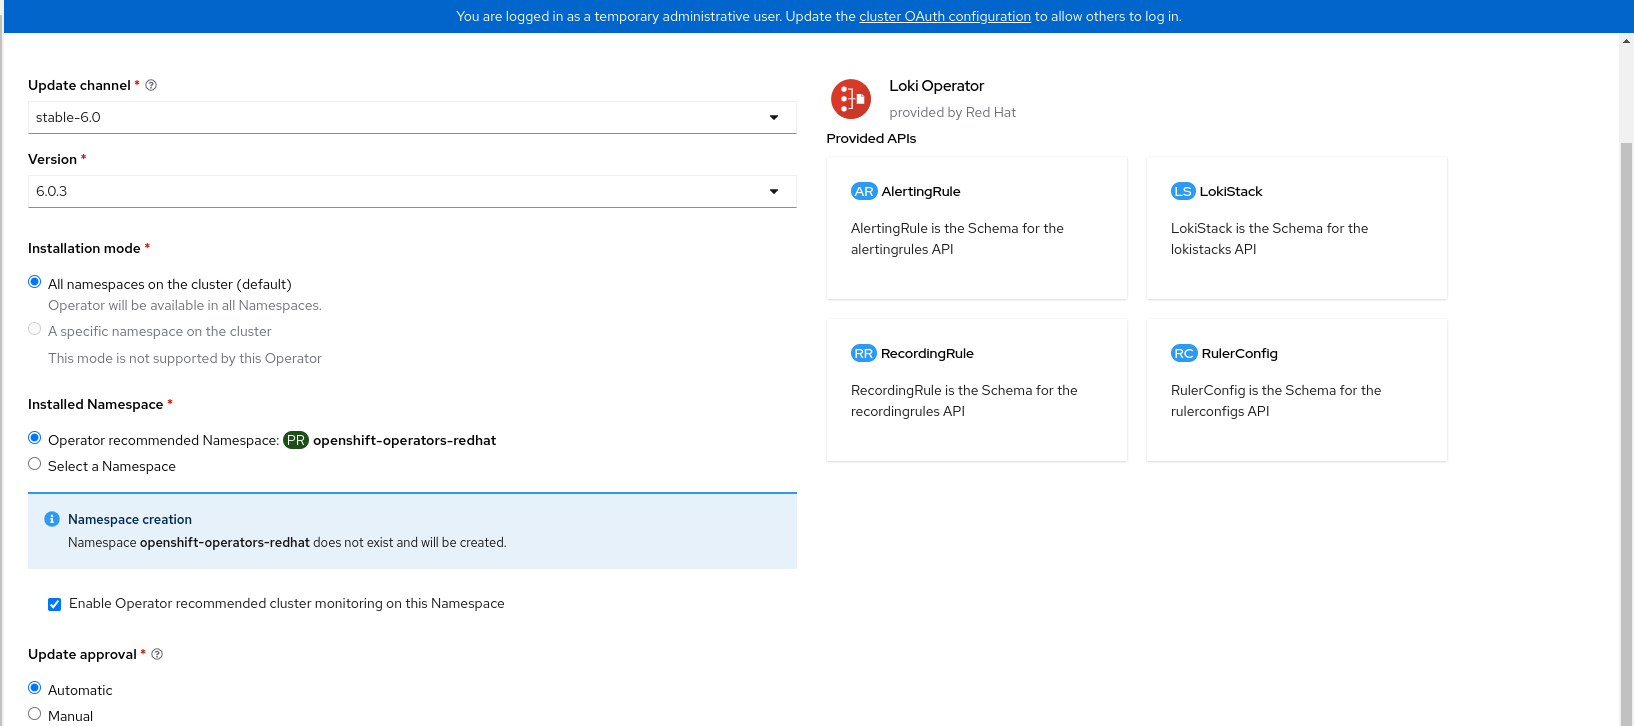 You are logged in as a temporary administrative user. Update the cluster OAuth configuration to allow others to log in.
Update channel *
stable-6.0
Version *
6.0.3
Installation mode *
All namespaces on the cluster (default)
Operator will be available in all Namespaces.
A specific namespace on the cluster
This mode is not supported by this Operator
Installed Namespace *
Operator recommended Namespace: PR openshift-operators-redhat
Select a Namespace
Namespace creation
Namespace openshift-operators-redhat does not exist and will be created.
Enable Operator recommended cluster monitoring on this Namespace
Update approval *
Automatic
Manual
Loki Operator
provided by Red Hat
Provided APIs
AR AlertingRule
AlertingRule is the Schema for the
alertingrules API
LS LokiStack
LokiStack is the Schema for the
lokistacks API
RR RecordingRule
RecordingRule is the Schema for the
recordingrules API
RC RulerConfig
RulerConfig is the Schema for the
rulerconfigs API